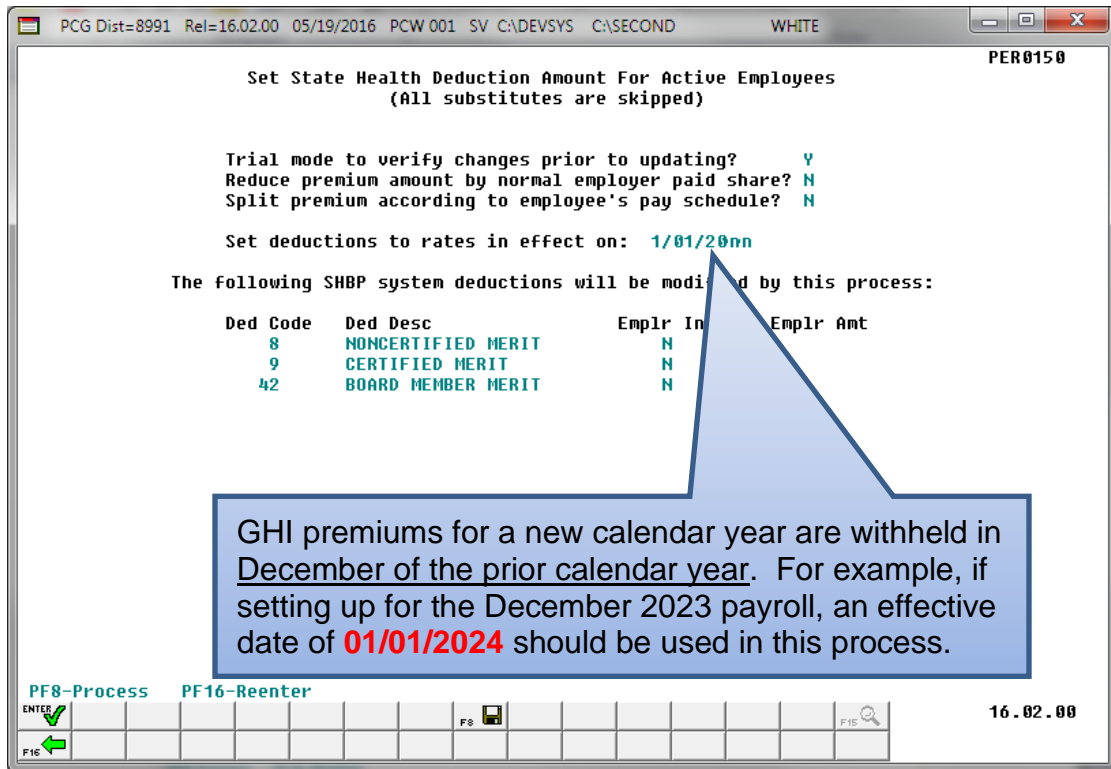 PCG Dist=8991 Rel=16.02.00 05/19/2016 PCW 001 SV C:\DEVSYS C:\SECOND WHITE
PER0150
Set State Health Deduction Amount For Active Employees
(All substitutes are skipped)
Trial mode to verify changes prior to updating? Y
Reduce premium amount by normal employer paid share? N
Split premium according to employee's pay schedule? N
Set deductions to rates in effect on: 1/01/20nn
The following SHBP system deductions will be by this process:
Ded Code Ded Desc Emplr In Emplr Amt
8 NONCERTIFIED MERIT N
9 CERTIFIED MERIT N
42 BOARD MEMBER MERIT N
GHI premiums for a new calendar year are withheld in
December of the prior calendar year. For example, if
setting up for the December 2023 payroll, an effective
date of 01/01/2024 should be used in this process.
PF8-Process PF16-Reenter
ENTER F8 F15 16.02.00
F16